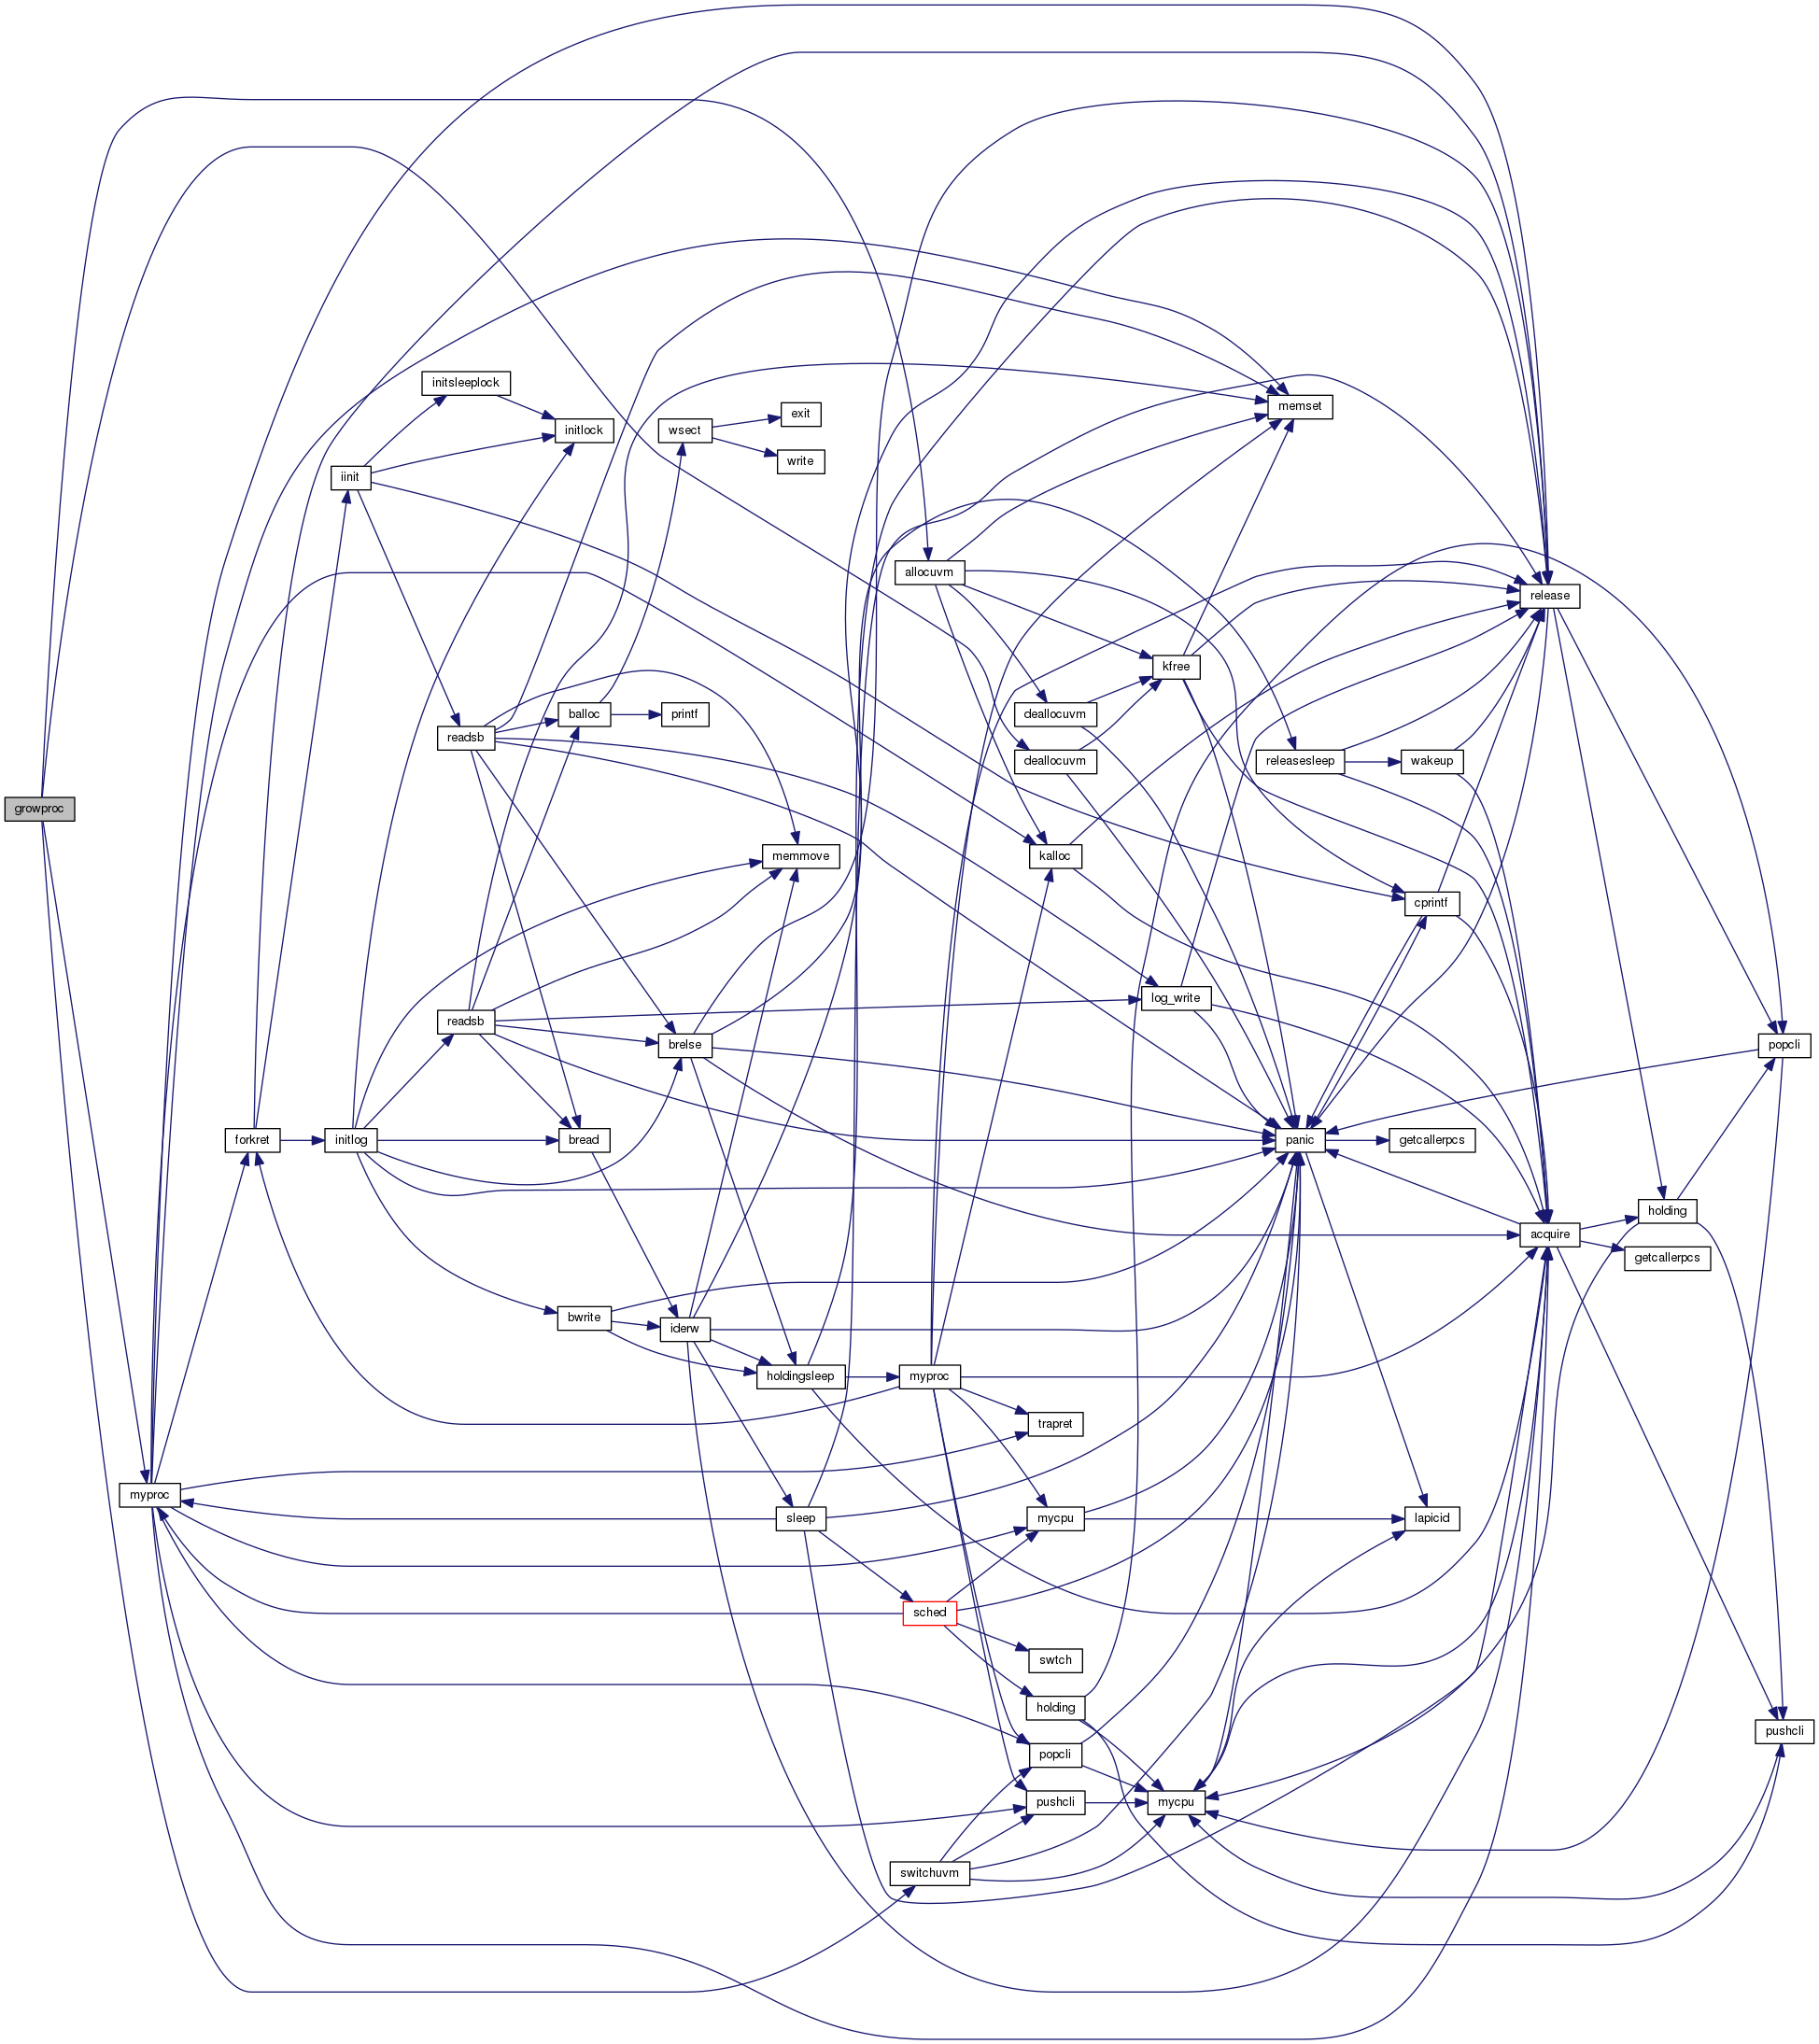 initsleeplock
memset
exit
initlock
wsect
write
iinit
allocuvm
release
kfree
balloc
printf
deallocuvm
readsb
deallocuvm
releasesleep
wakeup
growproc
memmove
kalloc
cprintf
log_write
readsb
brelse
popcli
forkret
initlog
bread
panic
getcallerpcs
holding
acquire
getcallerpcs
bwrite
iderw
holdingsleep
myproc
trapret
myproc
sleep
mycpu
lapicid
sched
swtch
holding
pushcli
popcli
pushcli
mycpu
switchuvm